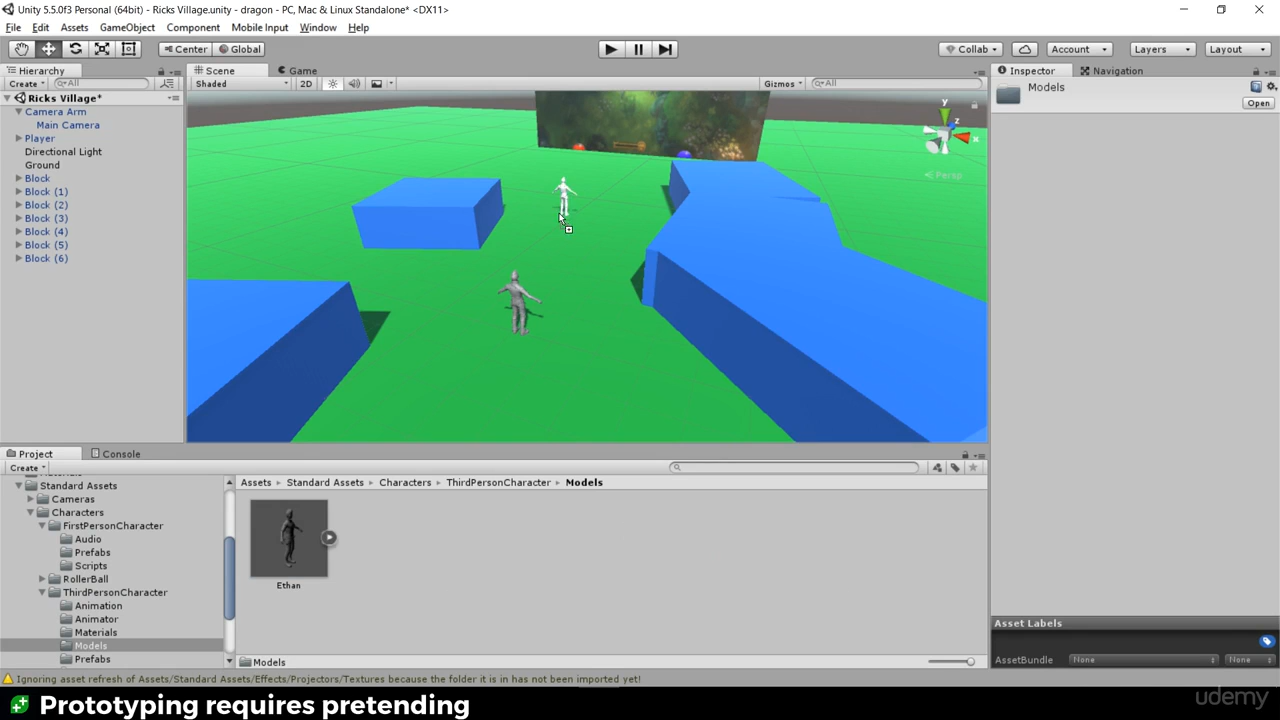 Unity 5.5.0f3 Personal (64bit) - Ricks Village.unity - dragon - PC, Mac & Linux Standalone* <DX11>
File Edit Assets GameObject Component Mobile Input Window Help
Center Global Collab Account Layers Layout
Hierarchy Scene Game Inspector Navigation
Create All Shaded 2D Gizmos All
Models
Open
Ricks Village*
Camera Arm
Main Camera
Player
Directional Light
Ground
Block
Block (1)
Block (2)
Block (3)
Block (4)
Block (5)
Block (6)
y
z
x
Persp
Project Console
Create
Standard Assets
Cameras
Characters
FirstPersonCharacter
Audio
Prefabs
Scripts
RollerBall
ThirdPersonCharacter
Animation
Animator
Materials
Models
Prefabs
Assets Standard Assets Characters ThirdPersonCharacter Models
Ethan
Models
Asset Labels
AssetBundle None None
Ignoring asset refresh of Assets/Standard Assets/Effects/Projectors/Textures because the folder it is in has not been imported yet!
Prototyping requires pretending
udemy